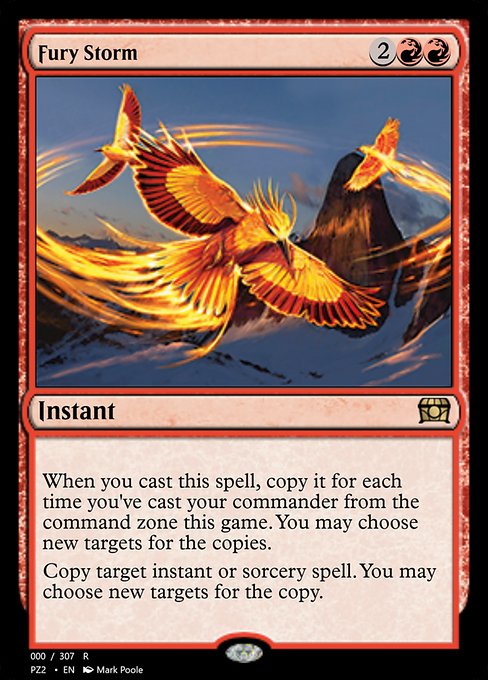 Fury Storm 2
Instant
When you cast this spell, copy it for each
time you've cast your commander from the
command zone this game. You may choose
new targets for the copies.
Copy target instant or sorcery spell. You may
choose new targets for the copy.
000 / 307 R
PZ2 • EN Mark Poole